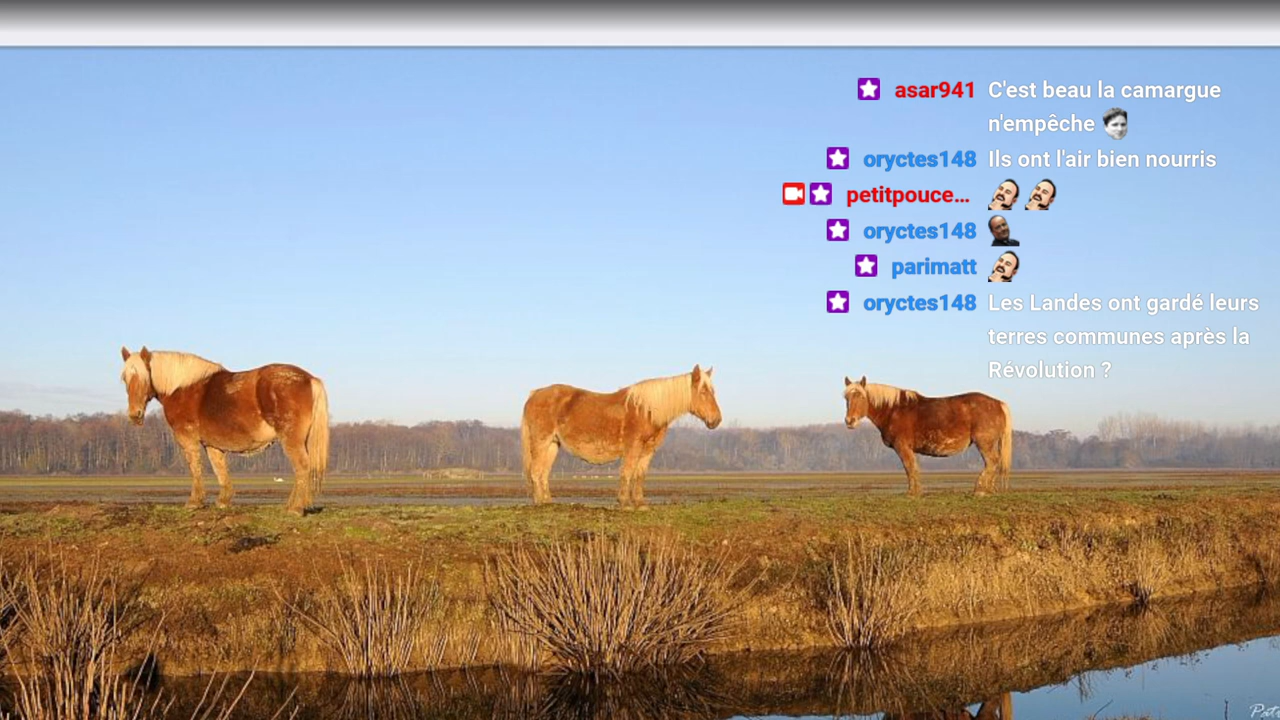 asar941 C'est beau la camargue
n'empêche
oryctes148 Ils ont l'air bien nourris
petitpouce...
oryctes148
parimatt
oryctes148 Les Landes ont gardé leurs
terres communes après la
Révolution ?